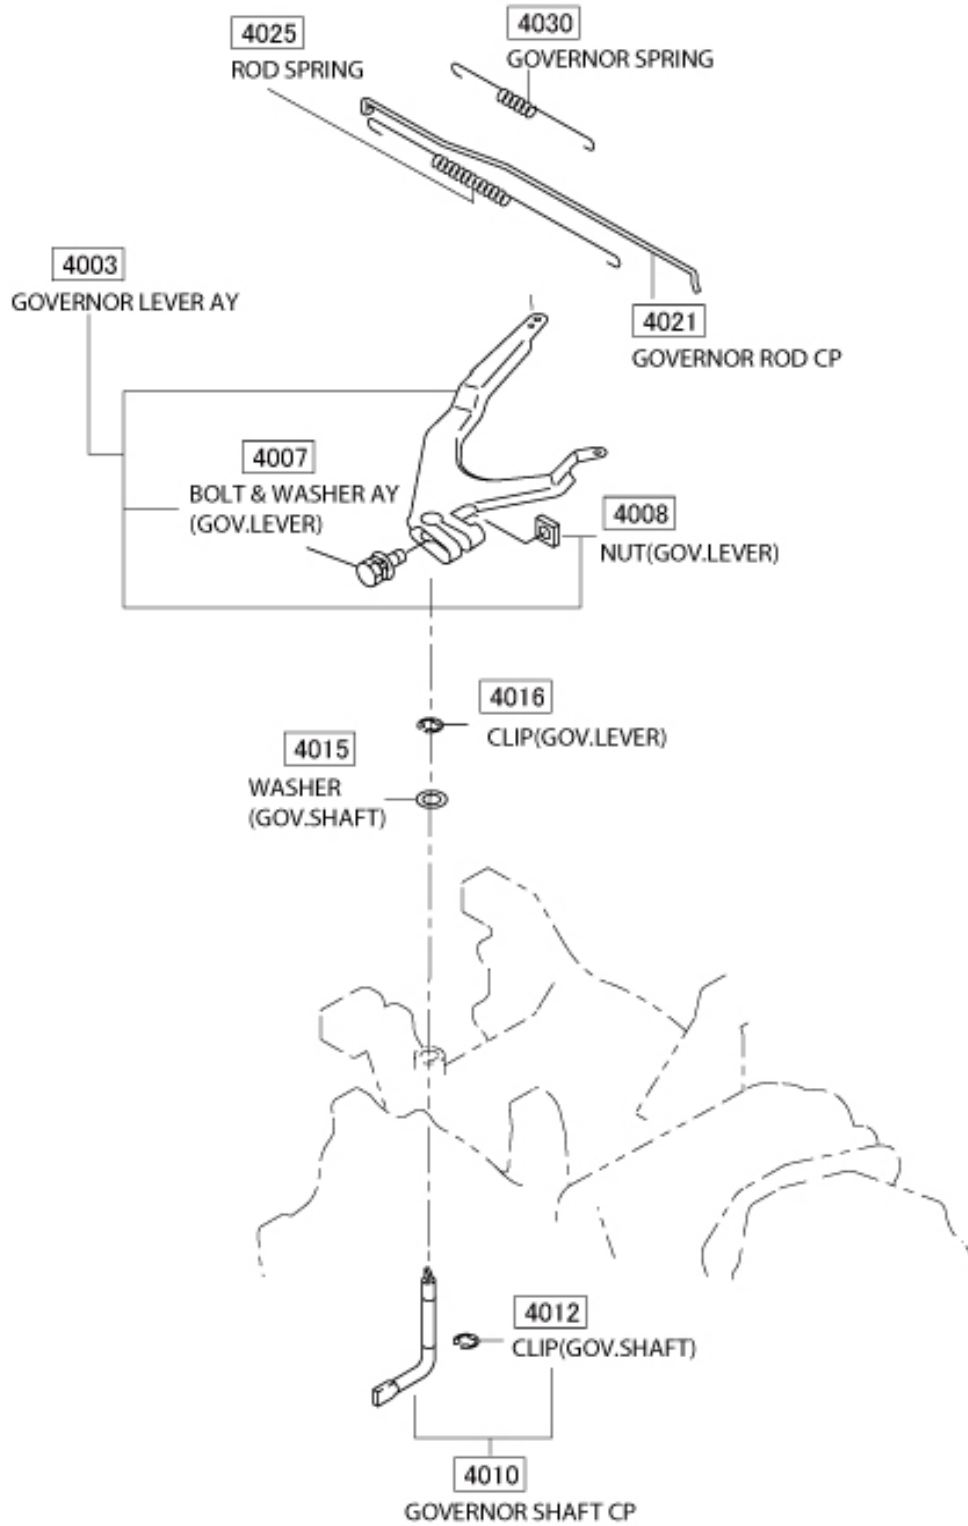 4030
GOVERNOR SPRING
4025
ROD SPRING
4003
GOVERNOR LEVER AY
4021
GOVERNOR ROD CP
4007
BOLT & WASHER AY
(GOV.LEVER)
4008
NUT(GOV.LEVER)
4016
CLIP(GOV.LEVER)
4015
WASHER
(GOV.SHAFT)
4012
CLIP(GOV.SHAFT)
4010
GOVERNOR SHAFT CP